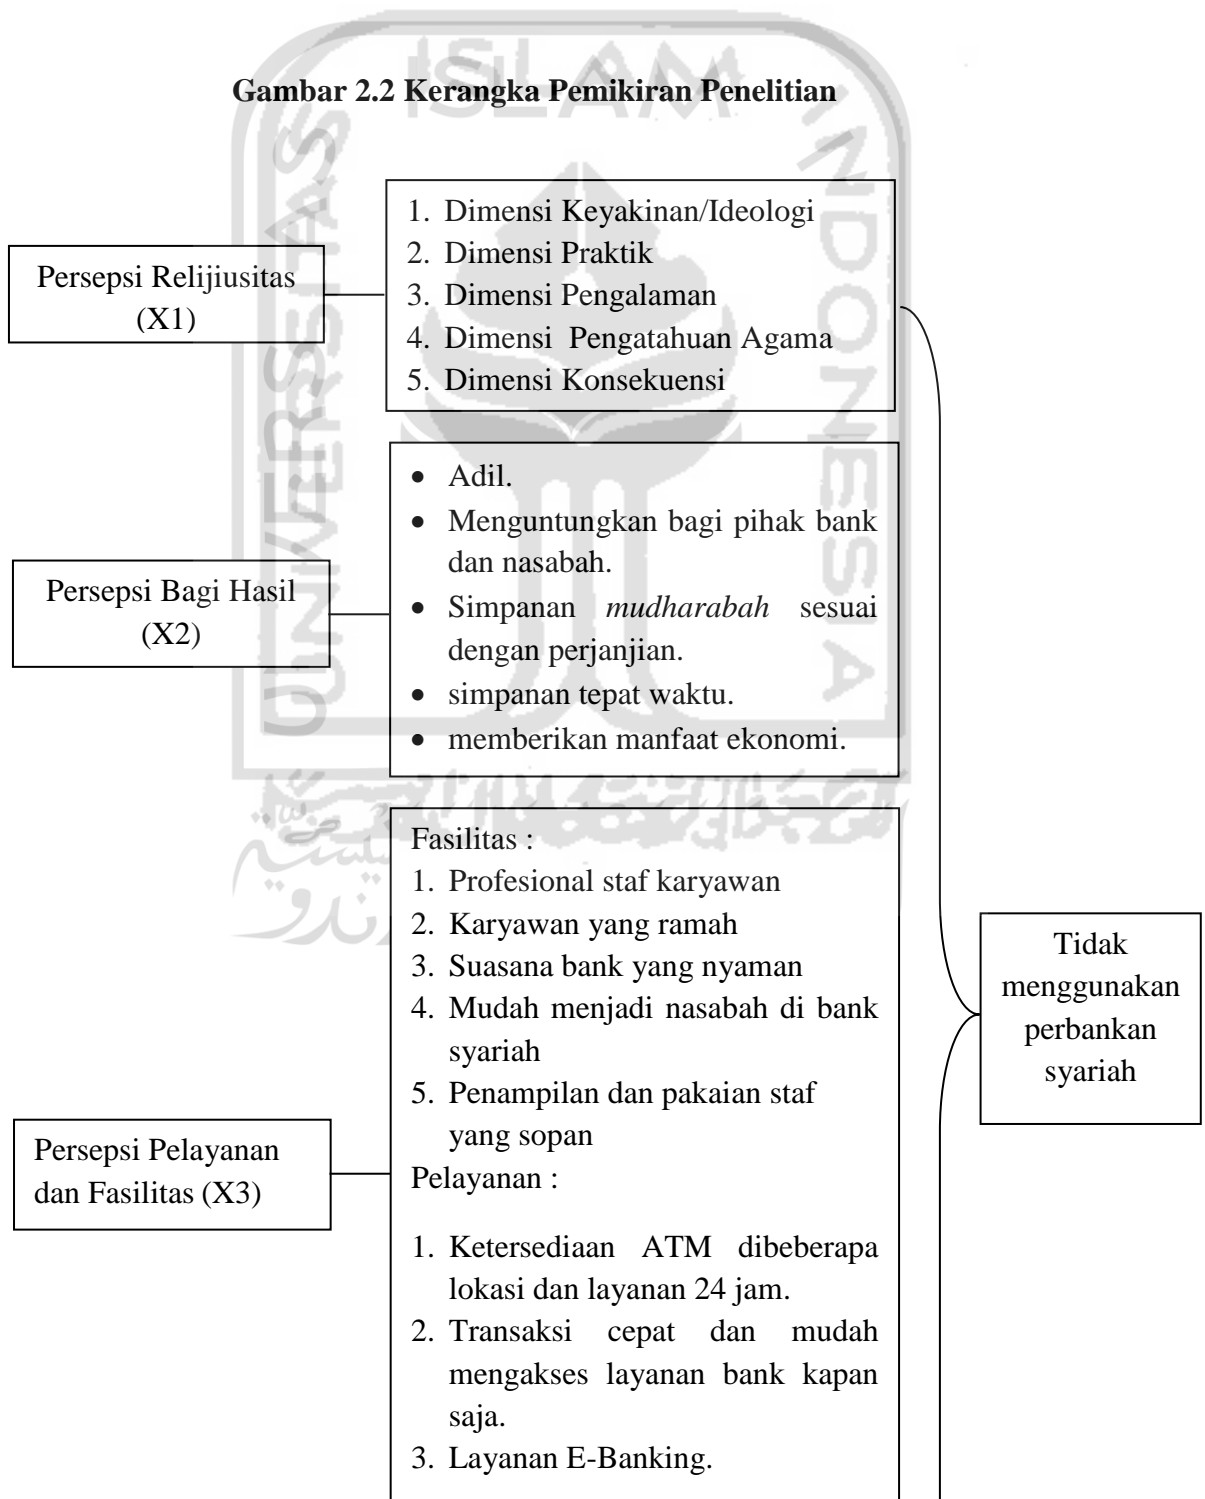 ISLAM
UNIVERSITAS
INDONESIA
Gambar 2.2 Kerangka Pemikiran Penelitian
Persepsi Relijiusitas
(X1)
1. Dimensi Keyakinan/Ideologi
2. Dimensi Praktik
3. Dimensi Pengalaman
4. Dimensi Pengatahuan Agama
5. Dimensi Konsekuensi
Persepsi Bagi Hasil
(X2)
• Adil.
• Menguntungkan bagi pihak bank
dan nasabah.
• Simpanan mudharabah sesuai
dengan perjanjian.
• simpanan tepat waktu.
• memberikan manfaat ekonomi.
Persepsi Pelayanan
dan Fasilitas (X3)
Fasilitas :
1. Profesional staf karyawan
2. Karyawan yang ramah
3. Suasana bank yang nyaman
4. Mudah menjadi nasabah di bank
syariah
5. Penampilan dan pakaian staf
yang sopan
Pelayanan :
1. Ketersediaan ATM dibeberapa
lokasi dan layanan 24 jam.
2. Transaksi cepat dan mudah
mengakses layanan bank kapan
saja.
3. Layanan E-Banking.
Tidak
menggunakan
perbankan
syariah